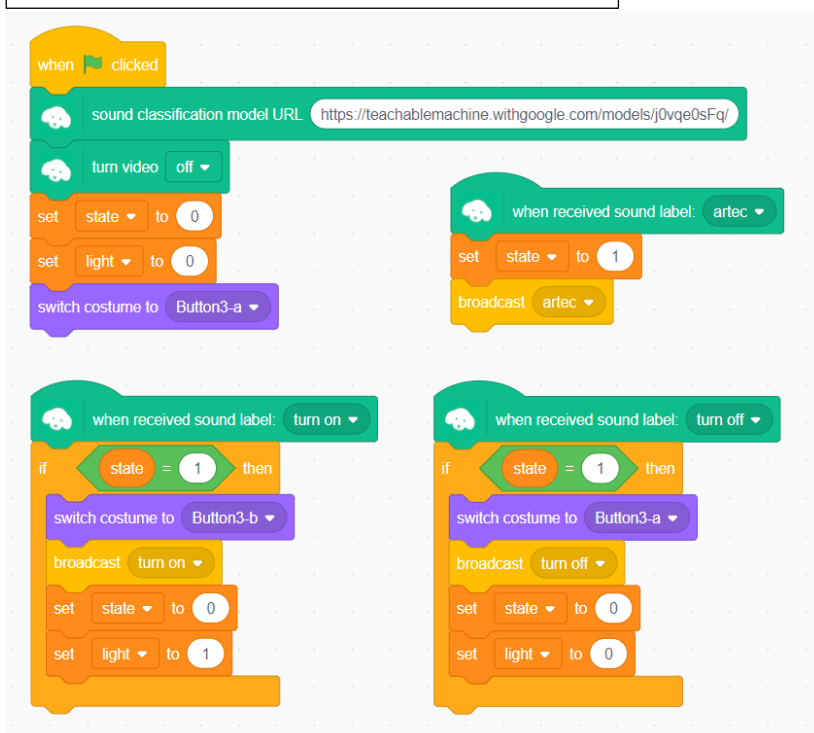 when clicked
sound classification model URL https://teachablemachine.withgoogle.com/models/j0vqe0sFq/
turn video off
set state to 0
set light to 0
switch costume to Button3-a
when received sound label: artec
set state to 1
broadcast artec
when received sound label: turn on
if state = 1 then
switch costume to Button3-b
broadcast turn on
set state to 0
set light to 1
when received sound label: turn off
if state = 1 then
switch costume to Button3-a
broadcast turn off
set state to 0
set light to 0